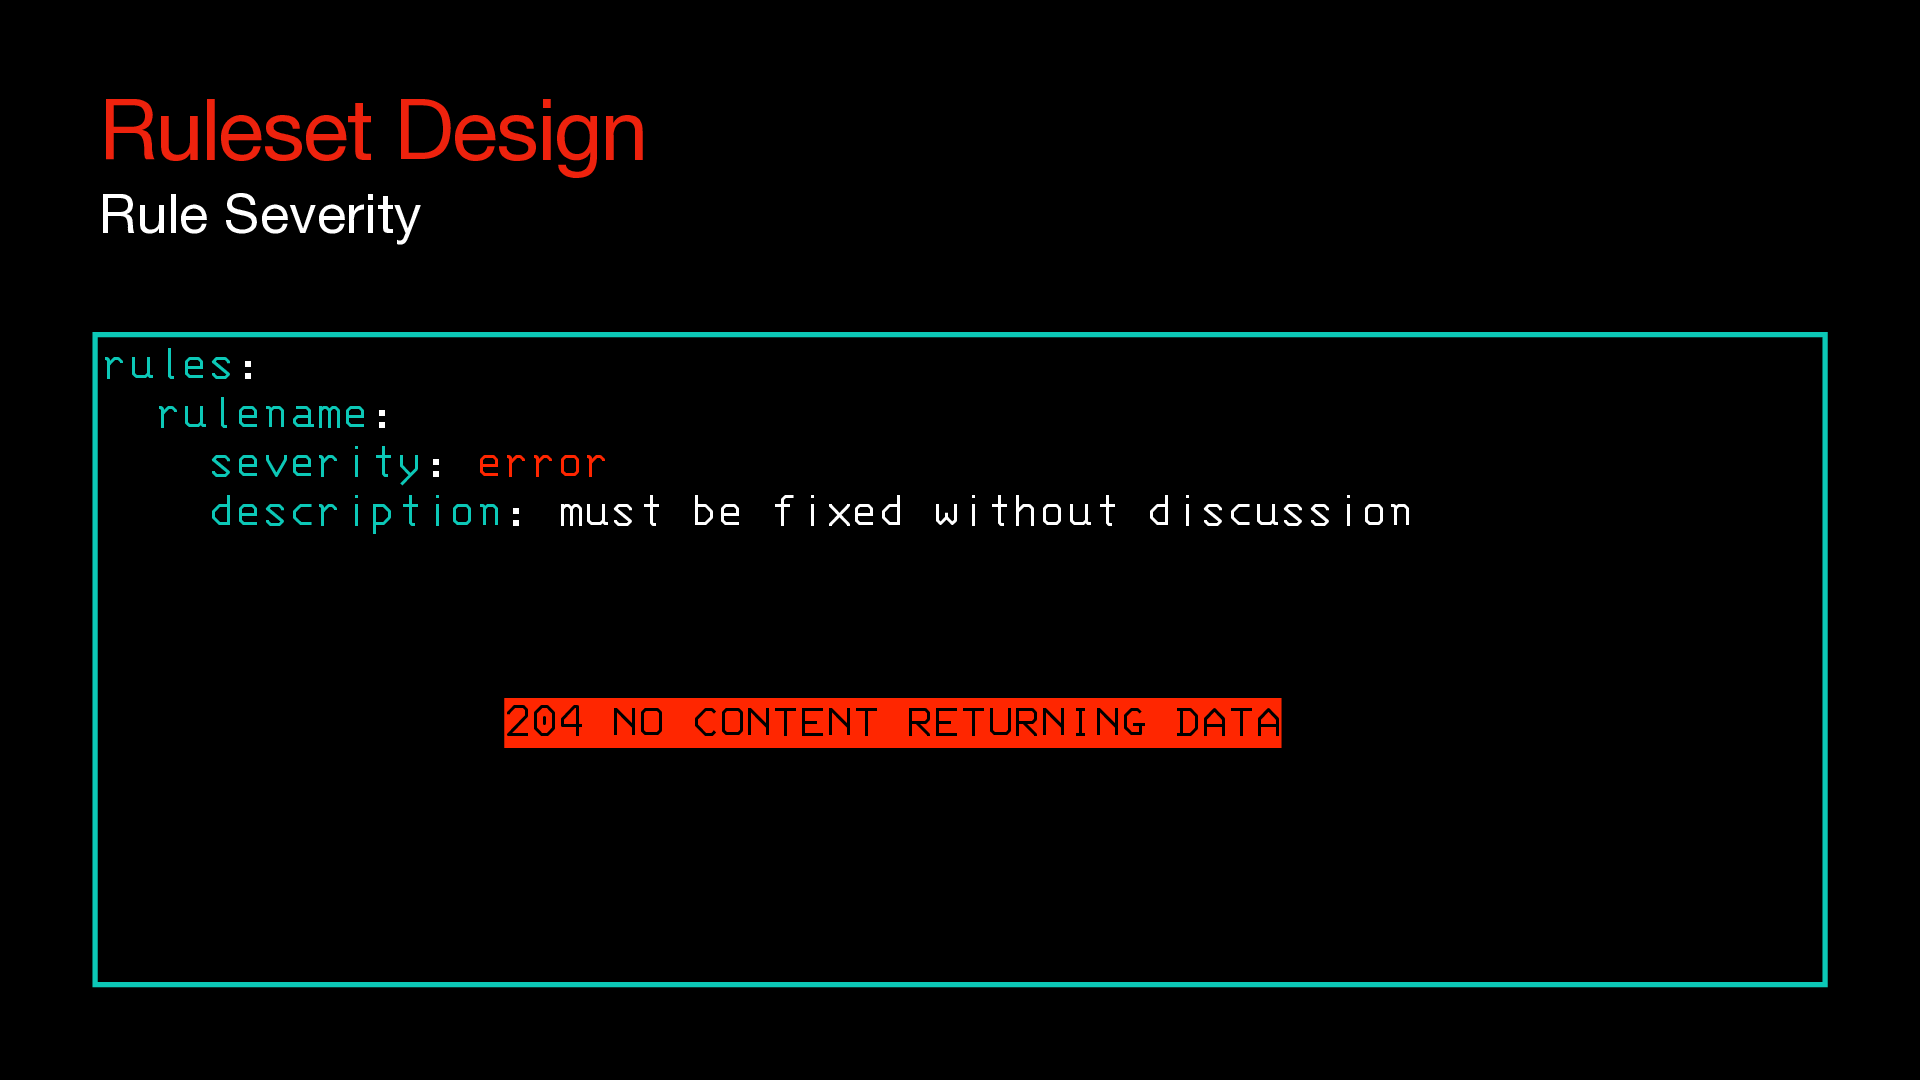 Ruleset Design
Rule Severity
rules:
  rulename:
    severity: error
    description: must be fixed without discussion
204 NO CONTENT RETURNING DATA